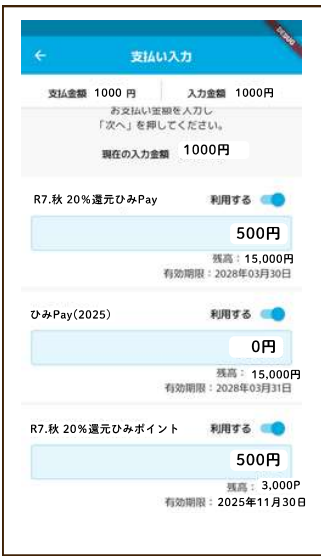 DEBUG
← 支払い入力
支払金額 1000 円 入力金額 1000円
お支払い金額を入力し
「次へ」を押してください。
現在の入力金額 1000円
R7.秋 20%還元ひみPay 利用する
500円
残高：15,000円
有効期限：2028年03月30日
ひみPay(2025) 利用する
0円
残高： 15,000円
有効期限：2028年03月31日
R7.秋 20%還元ひみポイント 利用する
500円
残高： 3,000P
有効期限：2025年11月30日